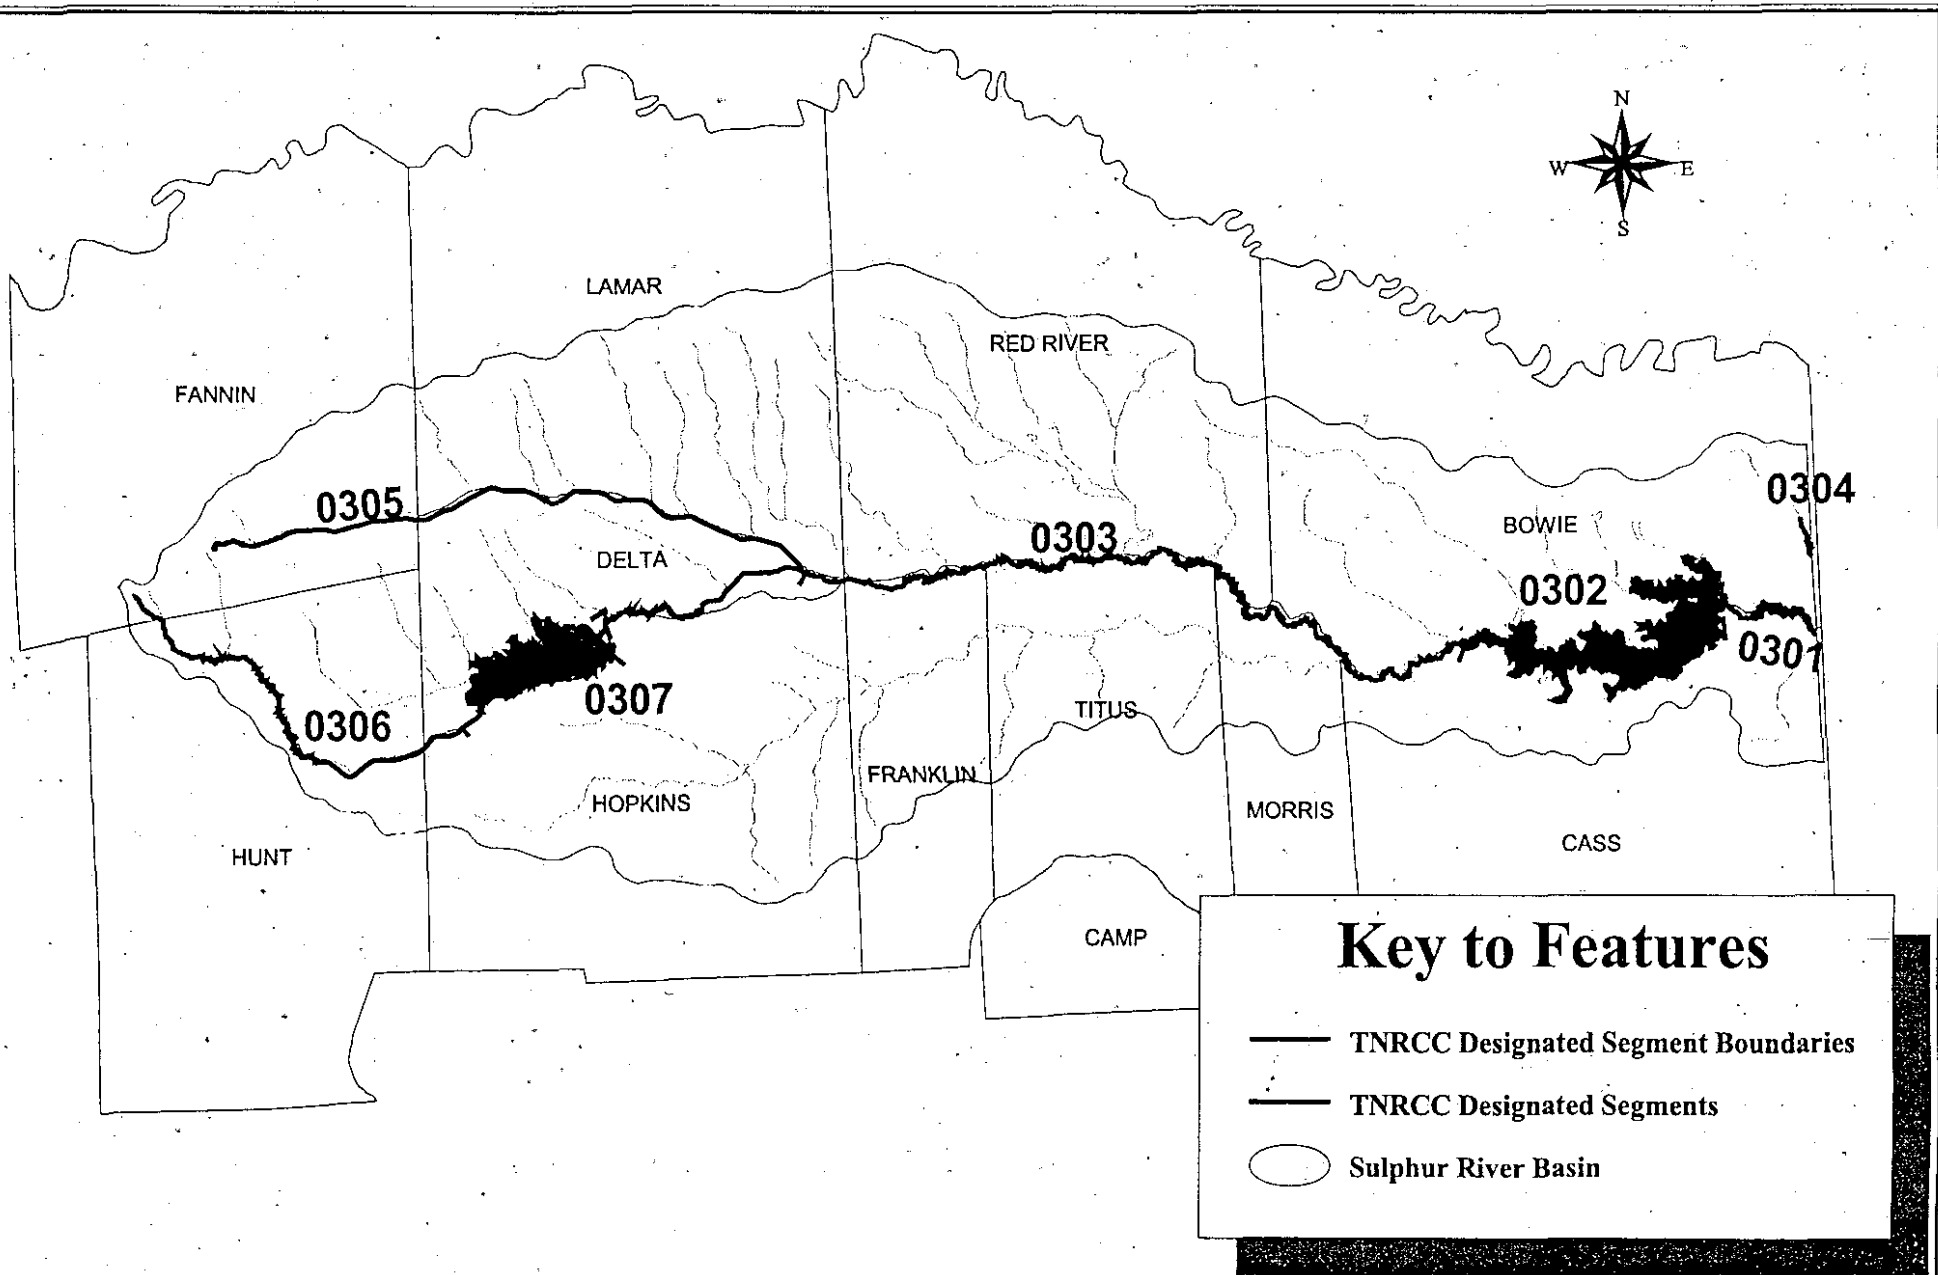 N
W E
S
LAMAR
RED RIVER
FANNIN
0304
0305
BOWIE
0303
DELTA
0302
0301
0307
0306
TITUS
FRANKLIN
HOPKINS
MORRIS
CASS
HUNT
CAMP
Key to Features
TNRCC Designated Segment Boundaries
TNRCC Designated Segments
Sulphur River Basin